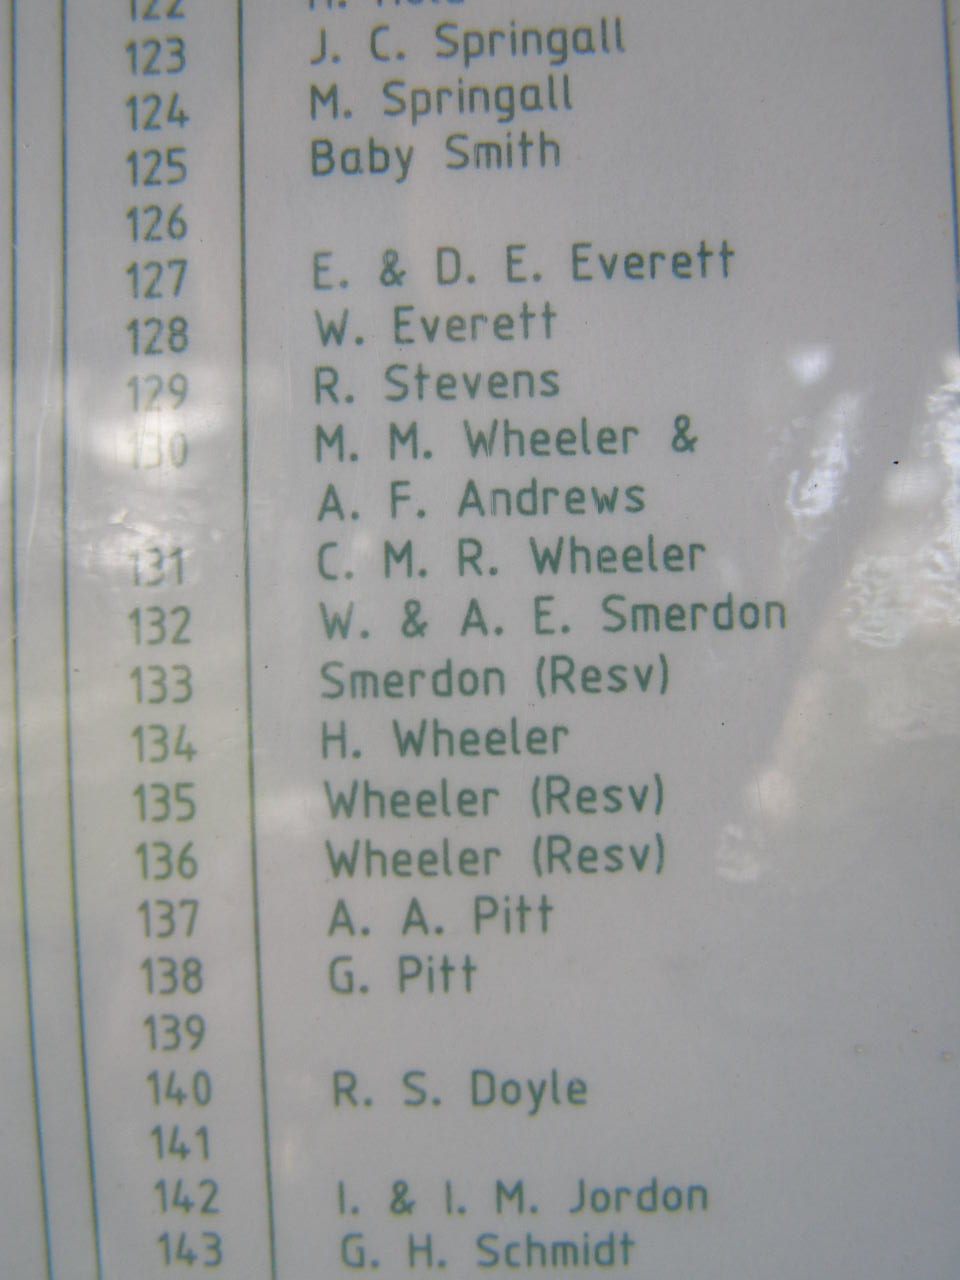 122
123 J. C. Springall
124 M. Springall
125 Baby Smith
126
127 E. & D. E. Everett
128 W. Everett
129 R. Stevens
130 M. M. Wheeler &
A. F. Andrews
131 C. M. R. Wheeler
132 W. & A. E. Smerdon
133 Smerdon (Resv)
134 H. Wheeler
135 Wheeler (Resv)
136 Wheeler (Resv)
137 A. A. Pitt
138 G. Pitt
139
140 R. S. Doyle
141
142 I. & I. M. Jordon
143 G. H. Schmidt